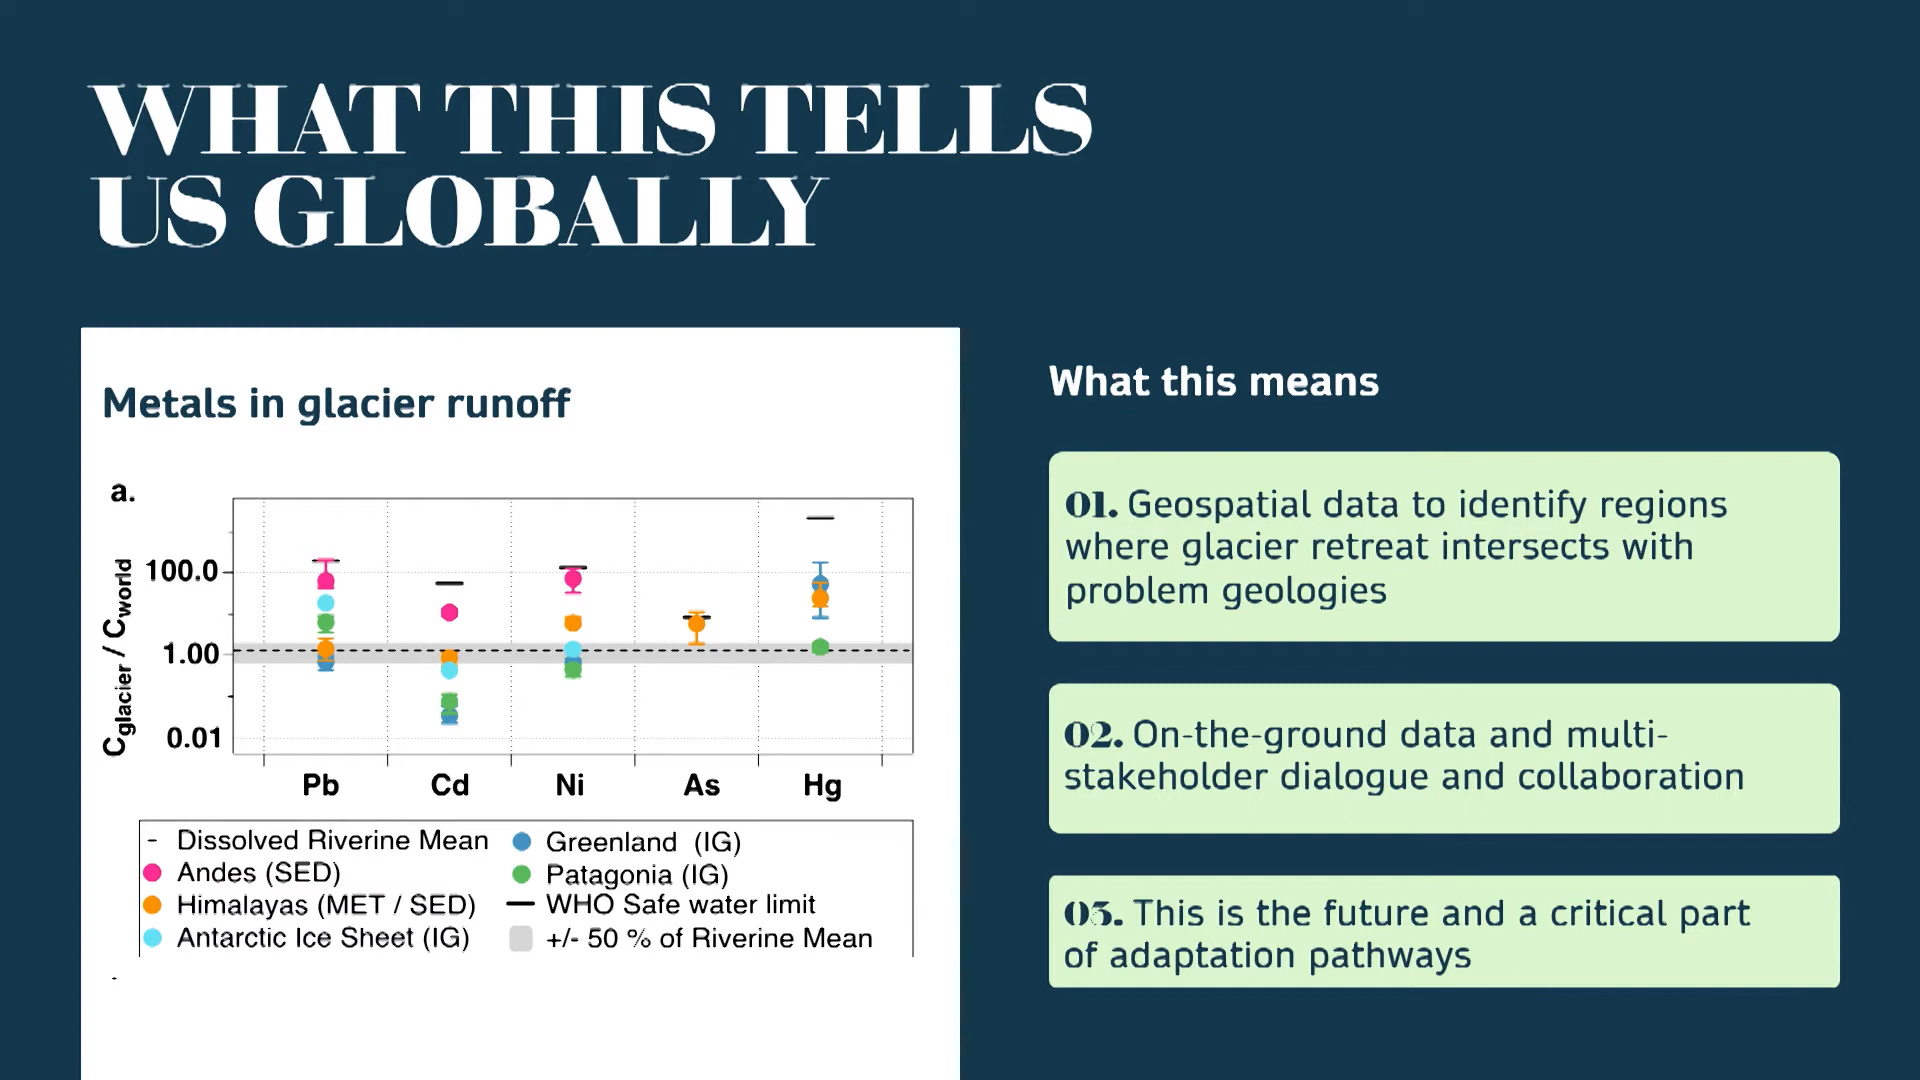 WHAT THIS TELLS
US GLOBALLY
Metals in glacier runoff
a.
Cglacier / Cworld
100.0
1.00
0.01
Pb Cd Ni As Hg
- Dissolved Riverine Mean
Andes (SED)
Himalayas (MET / SED)
Antarctic Ice Sheet (IG)
Greenland (IG)
Patagonia (IG)
WHO Safe water limit
+/- 50 % of Riverine Mean
What this means
01. Geospatial data to identify regions
where glacier retreat intersects with
problem geologies
02. On-the-ground data and multi-
stakeholder dialogue and collaboration
03. This is the future and a critical part
of adaptation pathways